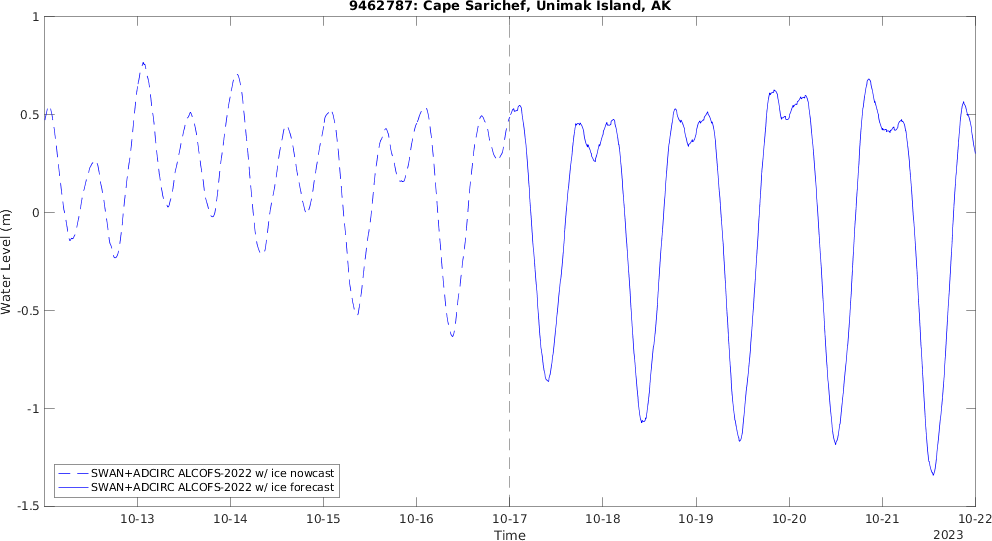 9462787: Cape Sarichef, Unimak Island, AK
1
0.5
0
-0.5
-1
-1.5
Water Level (m)
SWAN+ADCIRC ALCOFS-2022 w/ ice nowcast
SWAN+ADCIRC ALCOFS-2022 w/ ice forecast
10-13 10-14 10-15 10-16 10-17 10-18 10-19 10-20 10-21 10-22
Time
2023